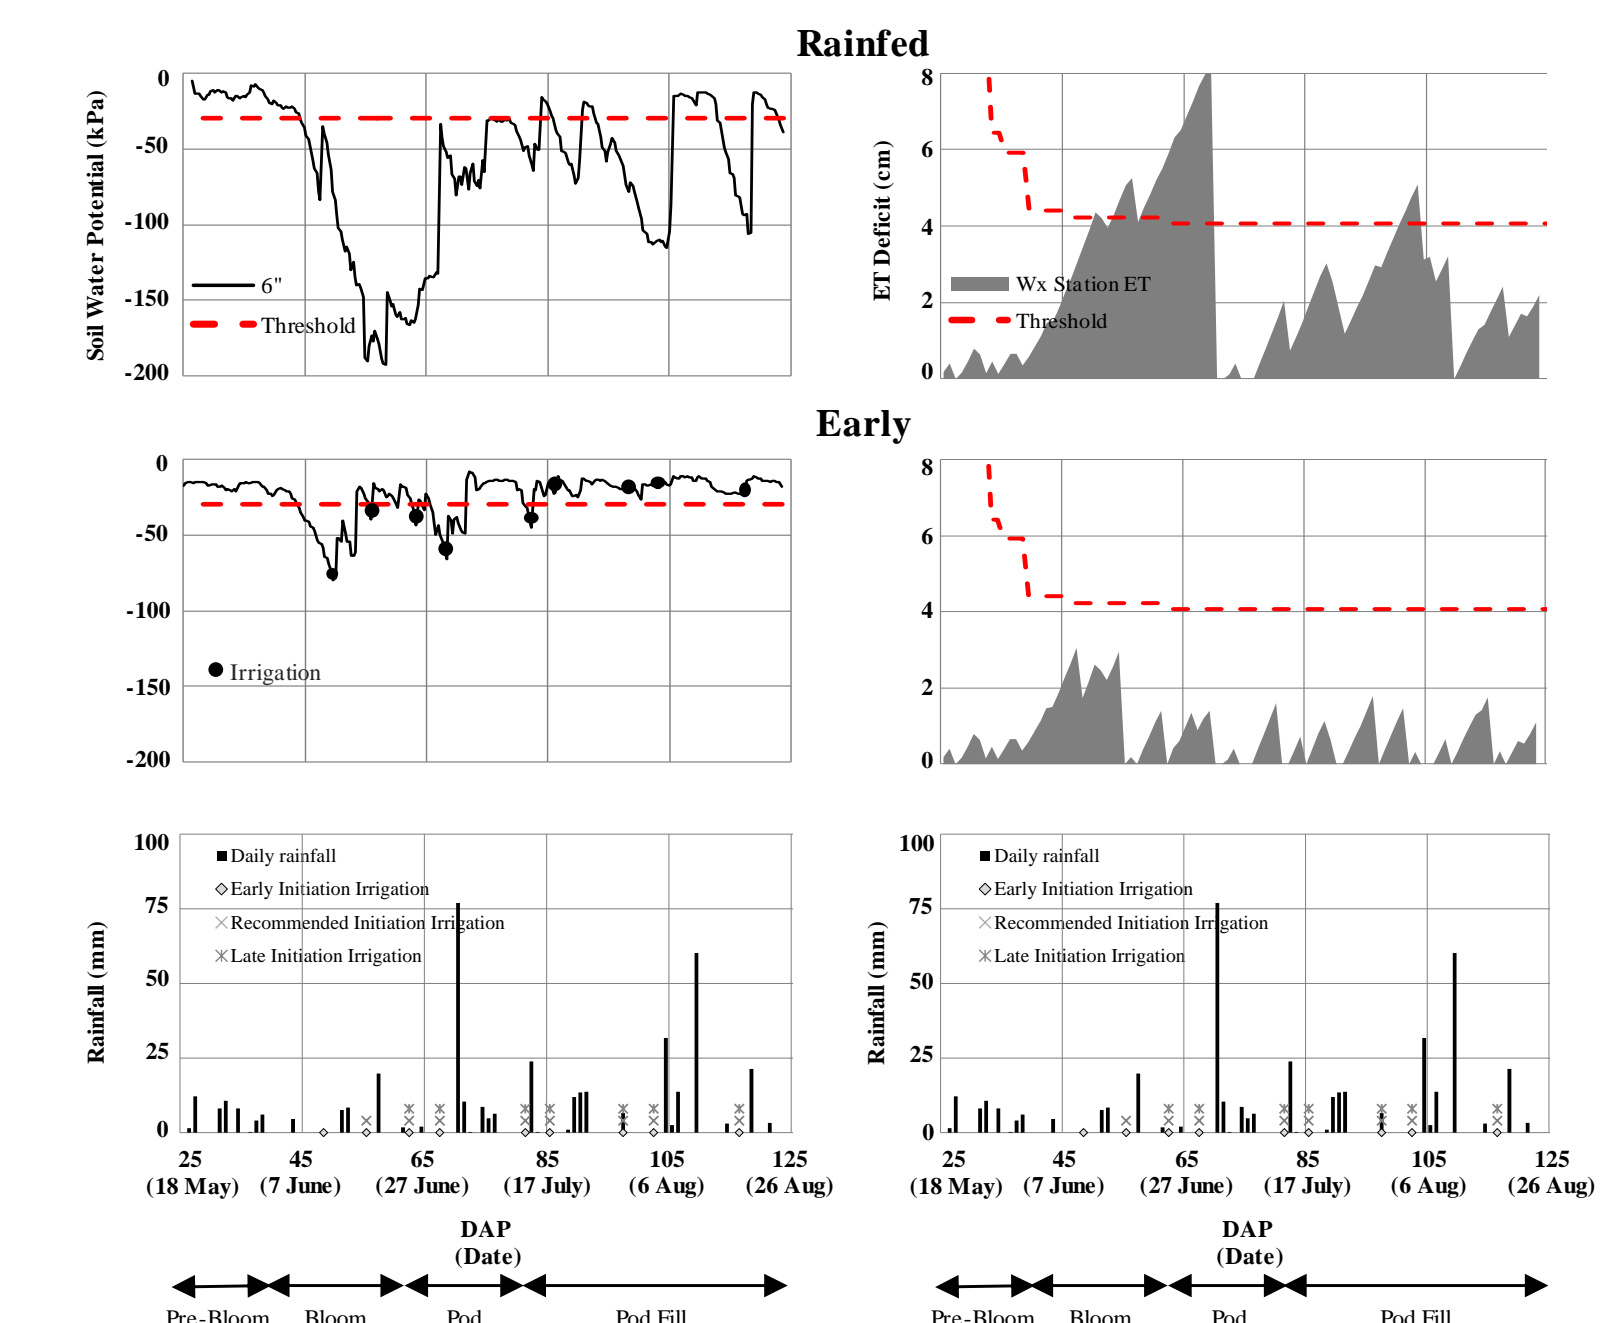 Rainfed
0
-50
-100
-150
-200
Soil Water Potential (kPa)
6"
Threshold
8
6
4
2
0
ET Deficit (cm)
Wx Station ET
Threshold
Early
0
-50
-100
-150
-200
Irrigation
8
6
4
2
0
100
75
50
25
0
Rainfall (mm)
Daily rainfall
Early Initiation Irrigation
Recommended Initiation Irrigation
Late Initiation Irrigation
25 45 65 85 105 125
(18 May) (7 June) (27 June) (17 July) (6 Aug) (26 Aug)
DAP
(Date)
Pre-Bloom Bloom Pod Pod Fill
100
75
50
25
0
Rainfall (mm)
Daily rainfall
Early Initiation Irrigation
Recommended Initiation Irrigation
Late Initiation Irrigation
25 45 65 85 105 125
(18 May) (7 June) (27 June) (17 July) (6 Aug) (26 Aug)
DAP
(Date)
Pre-Bloom Bloom Pod Pod Fill